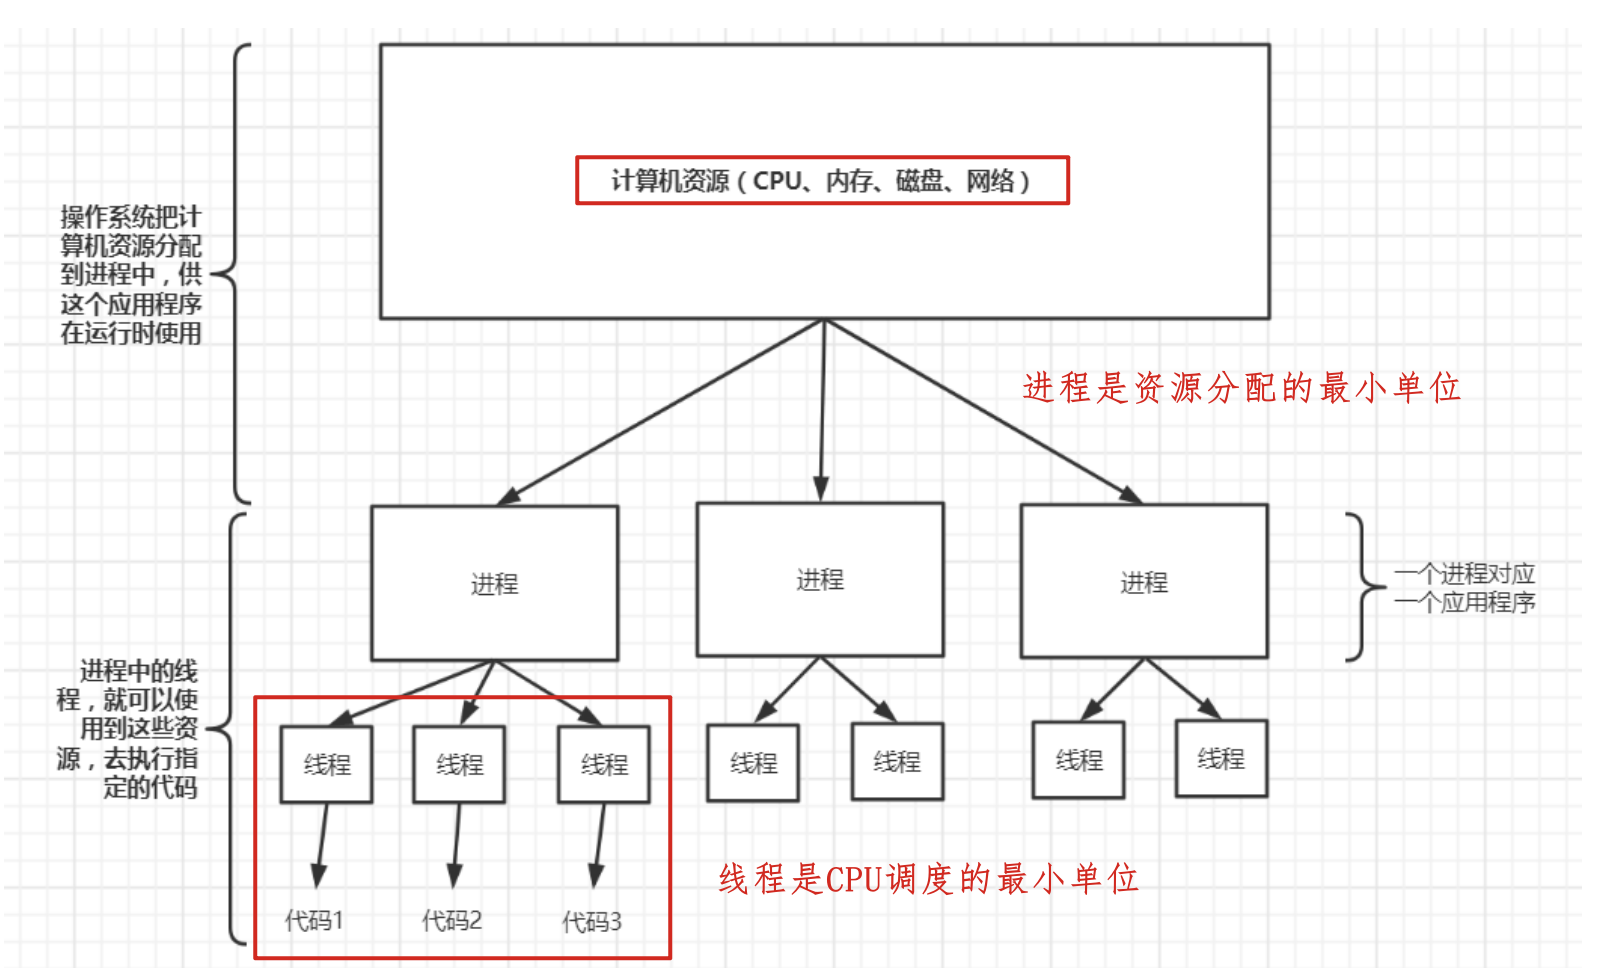 计算机资源（CPU、内存、磁盘、网络）
操作系统把计
算机资源分配
到进程中，供
这个应用程序
在运行时使用
进程是资源分配的最小单位
进程
进程
进程
一个进程对应
一个应用程序
进程中的线
程，就可以使
用到这些资
源，去执行指
定的代码
线程
线程
线程
线程
线程
线程
线程
线程是CPU调度的最小单位
代码1
代码2
代码3